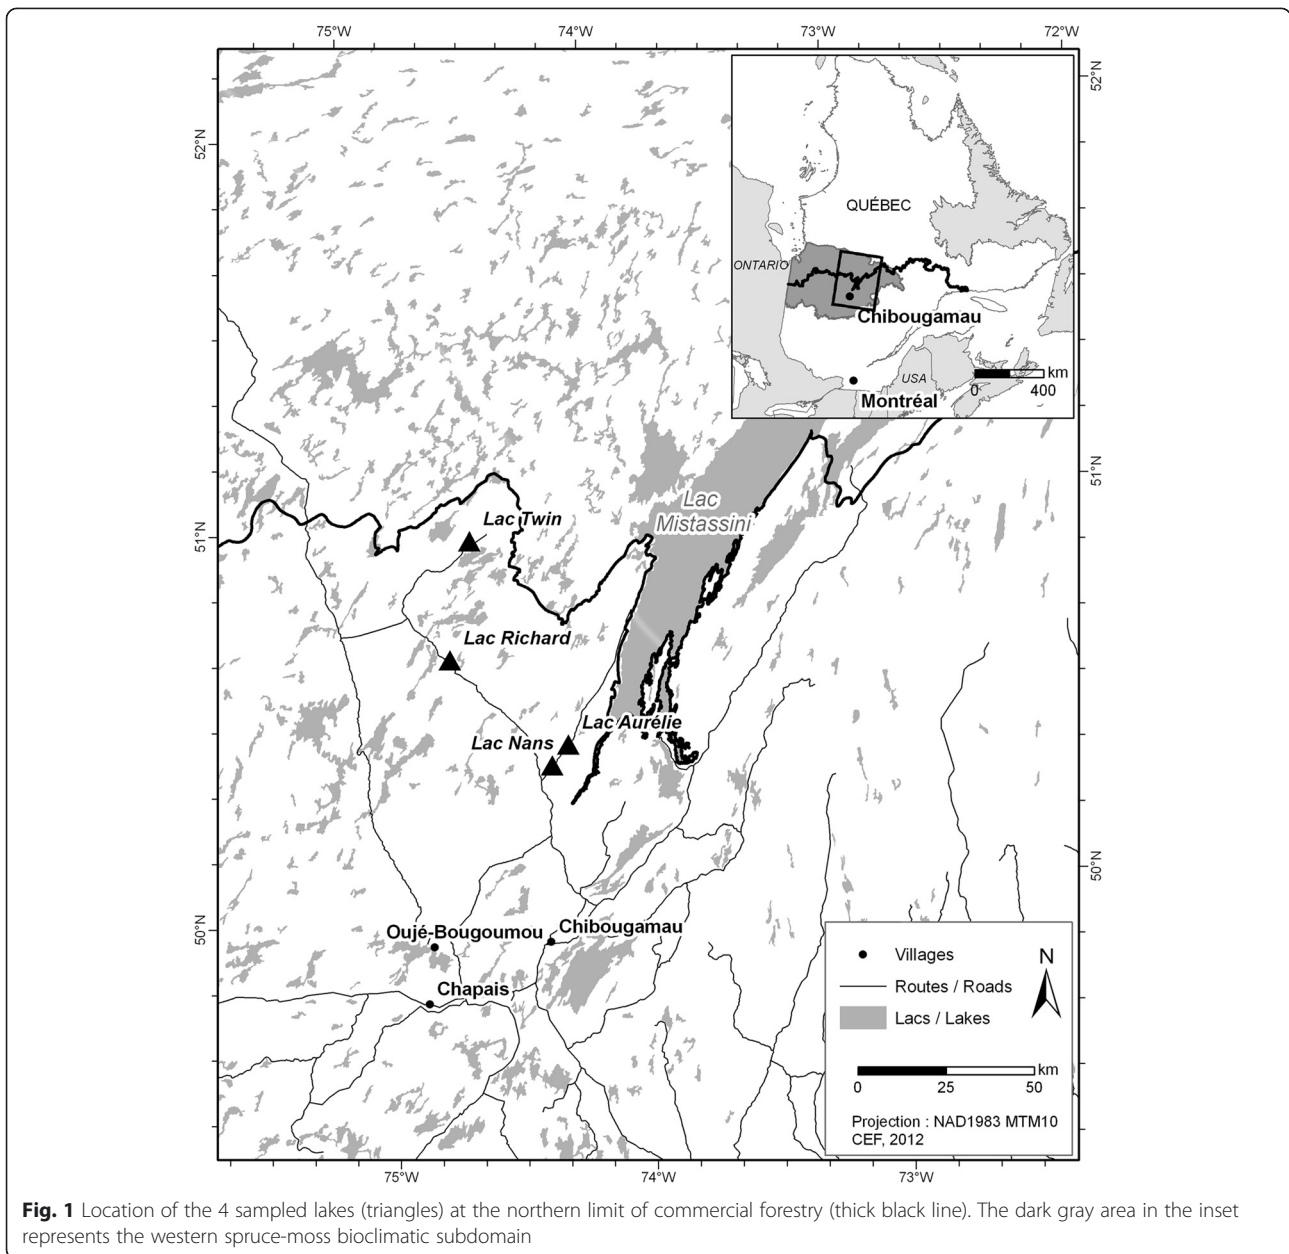 75°W
74°W
73°W
72°W
52°N
52°N
QUÉBEC
ONTARIO
Chibougamau
USA
km
0
400
Montréal
51°N
51°N
Lac
Mistassini
Lac Twin
Lac Richard
Lac Aurélie
Lac Nans
50°N
50°N
Oujé-Bougoumou
Chibougamau
Chapais
Villages
N
Routes / Roads
Lacs / Lakes
km
0
25
50
Projection : NAD1983 MTM10
CEF, 2012
75°W
74°W
73°W
Fig. 1 Location of the 4 sampled lakes (triangles) at the northern limit of commercial forestry (thick black line). The dark gray area in the inset
represents the western spruce-moss bioclimatic subdomain